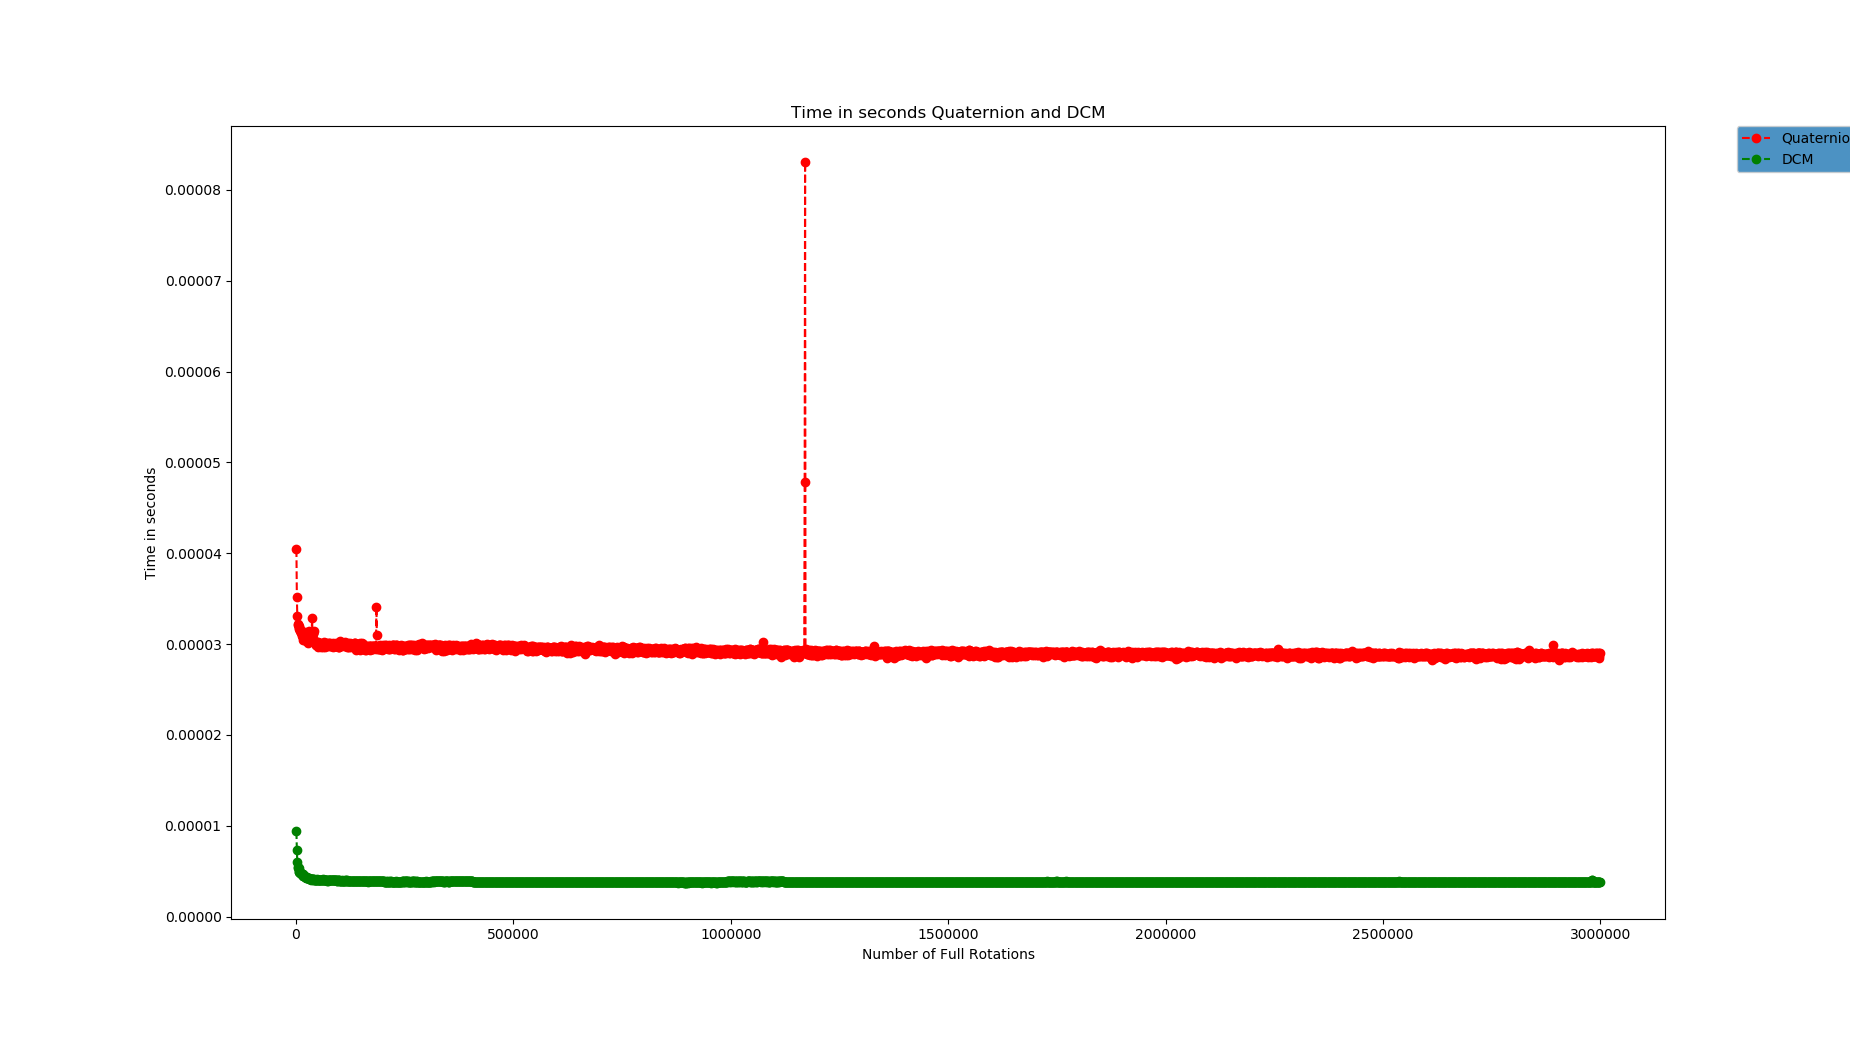 Time in seconds Quaternion and DCM
Quaternio
DCM
0.00008
0.00007
0.00006
0.00005
0.00004
0.00003
0.00002
0.00001
0.00000
Time in seconds
0 500000 1000000 1500000 2000000 2500000 3000000
Number of Full Rotations